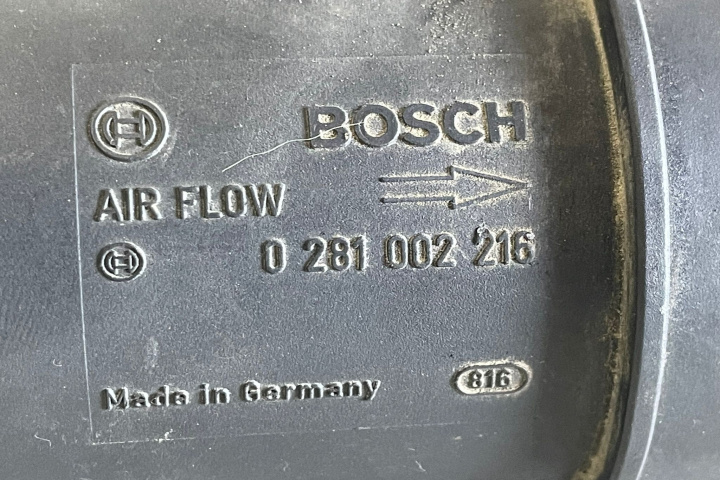 BOSCH
AIR FLOW
0 281 002 216
Made in Germany
816